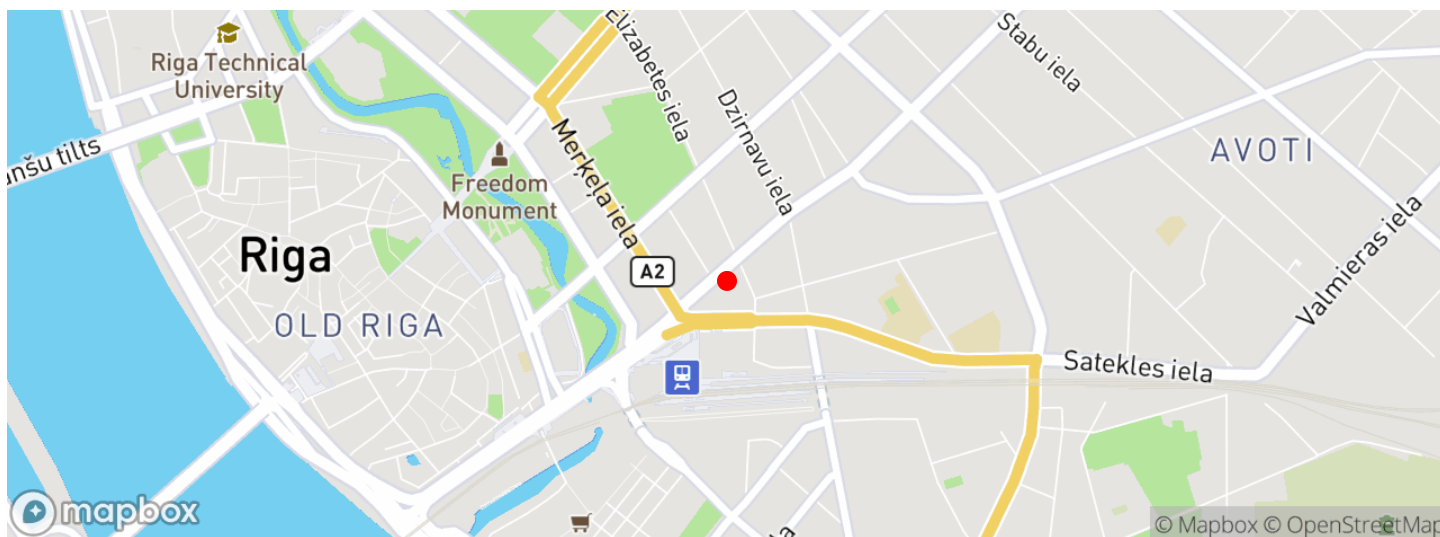 Riga Technical
University
Elizabetes iela
Stabu iela
Dzirnavu iela
AVOTI
anšu tilts
Freedom
Monument
Merķeļa iela
Riga
A2
Valmieras iela
OLD RIGA
Satekles iela
mapbox
© Mapbox © OpenStreetMap